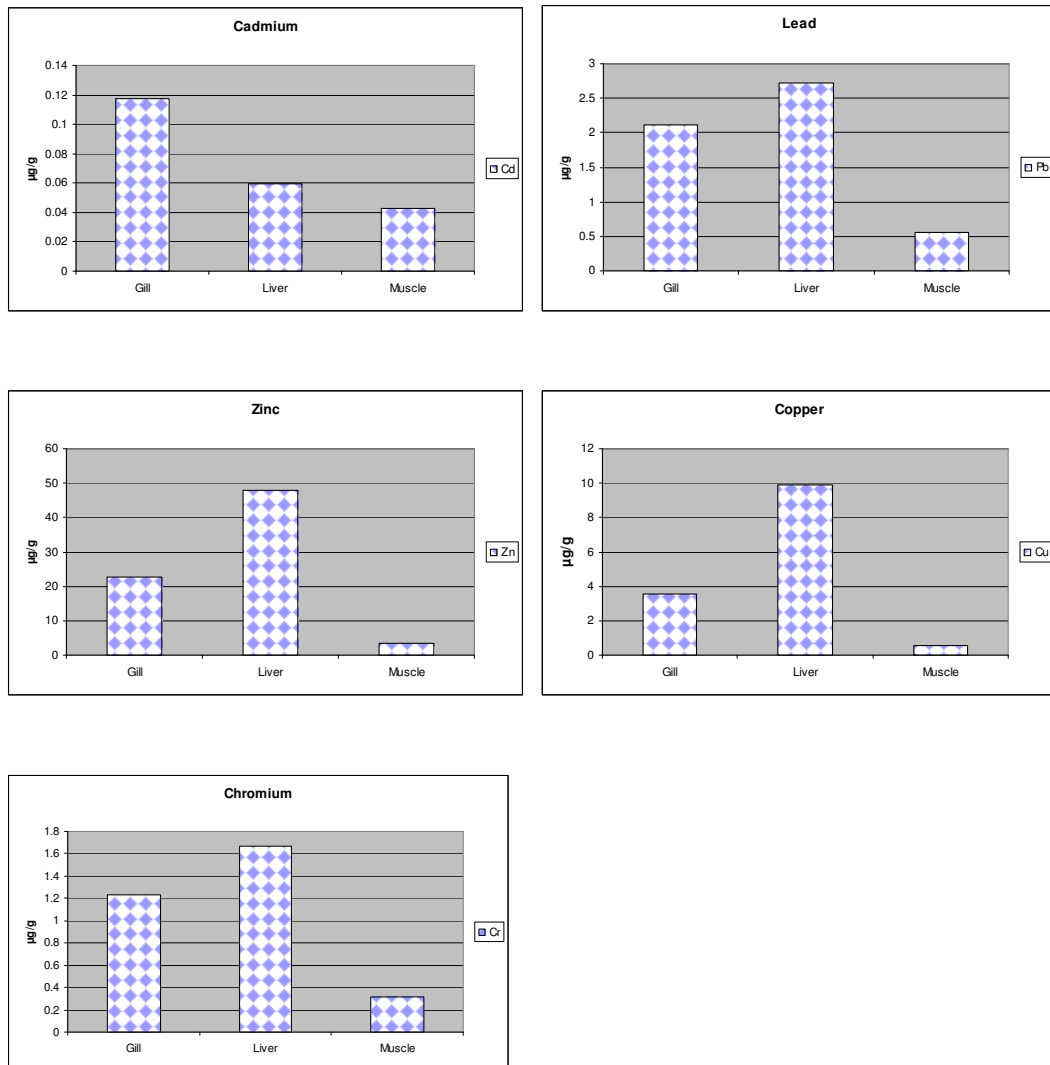 Cadmium
0.14
0.12
0.1
0.08
0.06
0.04
0.02
0
µg/g
Gill Liver Muscle
Cd
Lead
3
2.5
2
1.5
1
0.5
0
µg/g
Gill Liver Muscle
Pb
Zinc
60
50
40
30
20
10
0
µg/g
Gill Liver Muscle
Zn
Copper
12
10
8
6
4
2
0
µg/g
Gill Liver Muscle
Cu
Chromium
1.8
1.6
1.4
1.2
1
0.8
0.6
0.4
0.2
0
µg/g
Gill Liver Muscle
Cr